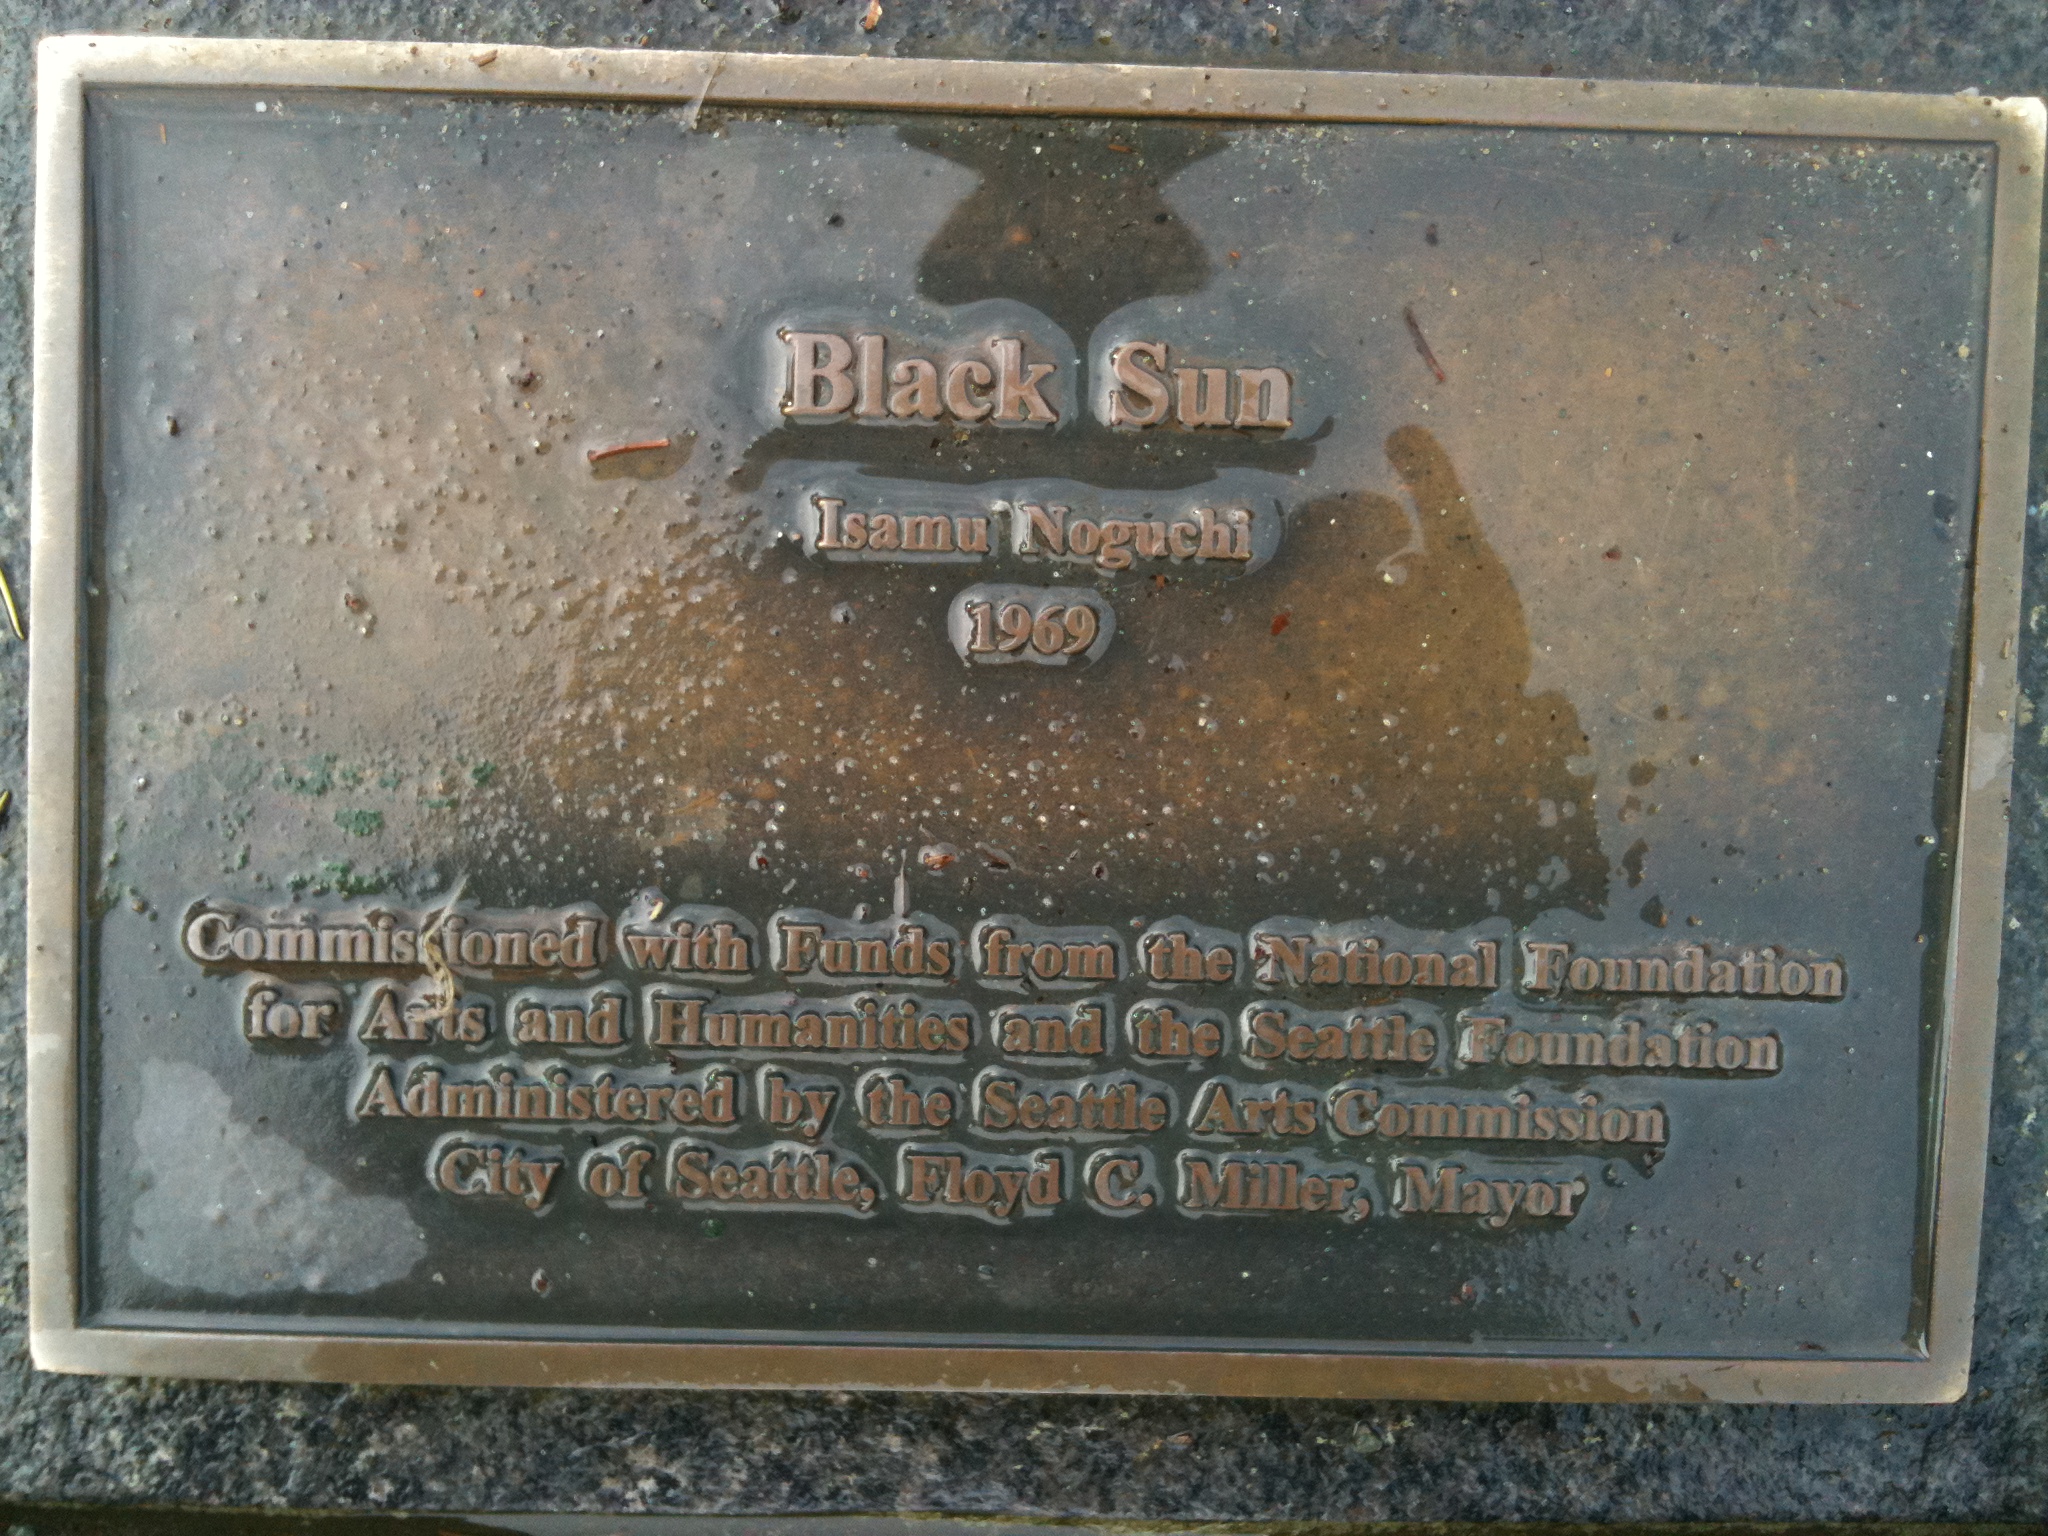 Black Sun
Isamu Noguchi
1969
Commissioned with Funds from the National Foundation
for Arts and Humanities and the Seattle Foundation
Administered by the Seattle Arts Commission
City of Seattle, Floyd C. Miller, Mayor